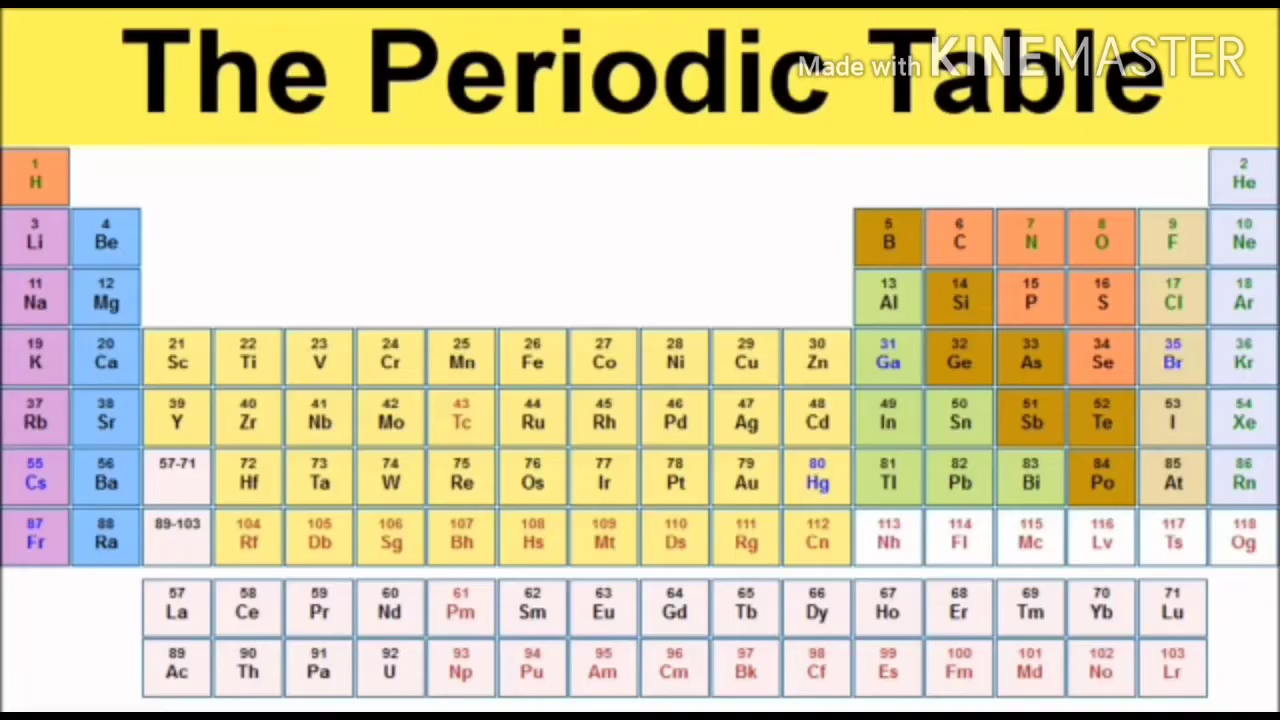 The Periodic Table
Made with KINEMASTER
1 2
H He
3 4 5 6 7 8 9 10
Li Be B C N O F Ne
11 12 13 14 15 16 17 18
Na Mg Al Si P S Cl Ar
19 20 21 22 23 24 25 26 27 28 29 30 31 32 33 34 35 36
K Ca Sc Ti V Cr Mn Fe Co Ni Cu Zn Ga Ge As Se Br Kr
37 38 39 40 41 42 43 44 45 46 47 48 49 50 51 52 53 54
Rb Sr Y Zr Nb Mo Tc Ru Rh Pd Ag Cd In Sn Sb Te I Xe
55 56 57-71 72 73 74 75 76 77 78 79 80 81 82 83 84 85 86
Cs Ba Hf Ta W Re Os Ir Pt Au Hg Tl Pb Bi Po At Rn
87 88 89-103 104 105 106 107 108 109 110 111 112 113 114 115 116 117 118
Fr Ra Rf Db Sg Bh Hs Mt Ds Rg Cn Nh Fl Mc Lv Ts Og
57 58 59 60 61 62 63 64 65 66 67 68 69 70 71
La Ce Pr Nd Pm Sm Eu Gd Tb Dy Ho Er Tm Yb Lu
89 90 91 92 93 94 95 96 97 98 99 100 101 102 103
Ac Th Pa U Np Pu Am Cm Bk Cf Es Fm Md No Lr